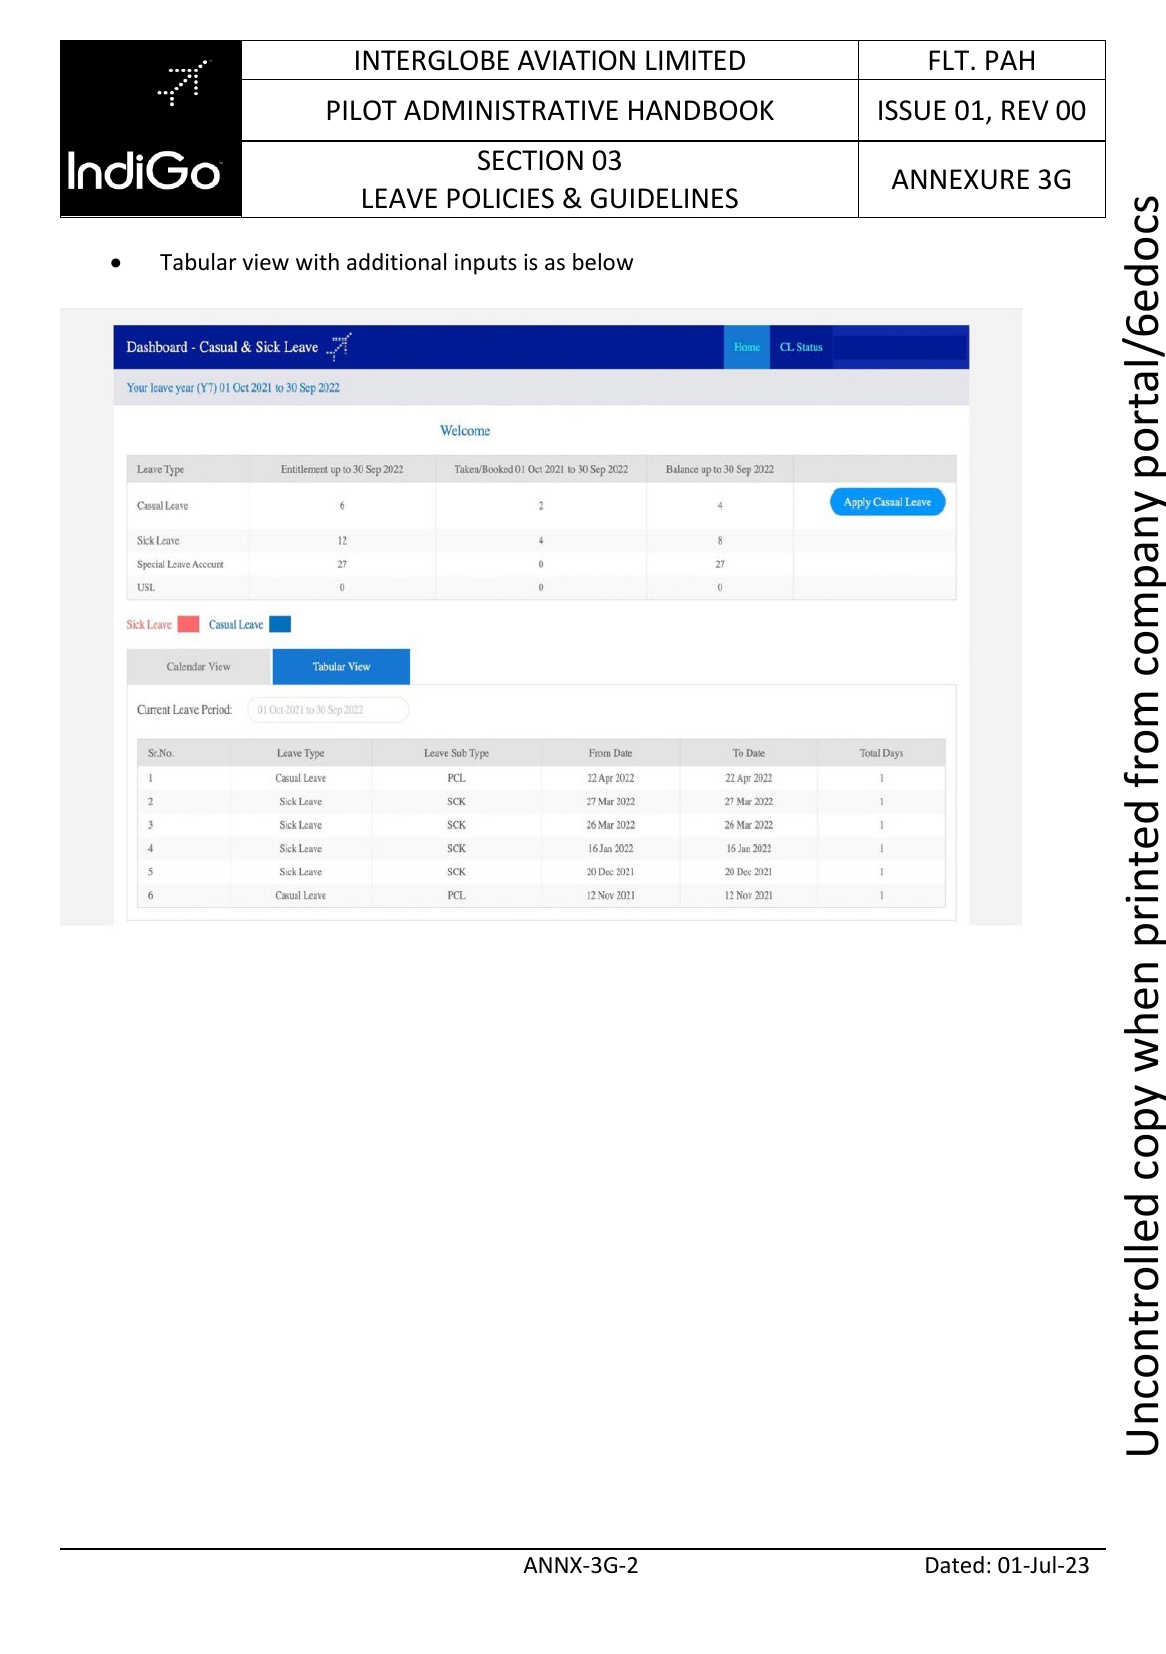 INTERGLOBE AVIATION LIMITED
FLT. PAH
PILOT ADMINISTRATIVE HANDBOOK
ISSUE 01, REV 00
IndiGo
SECTION 03
LEAVE POLICIES & GUIDELINES
ANNEXURE 3G
• Tabular view with additional inputs is as below
Dashboard - Casual & Sick Leave
Home CL Status
Your leave year (Y7) 01 Oct 2021 to 30 Sep 2022
Welcome
Leave Type Entitlement up to 30 Sep 2022 Taken/Booked 01 Oct 2021 to 30 Sep 2022 Balance up to 30 Sep 2022
Casual Leave 6 2 4 Apply Casual Leave
Sick Leave 12 4 8
Special Leave Account 27 0 27
USL 0 0 0
Sick Leave Casual Leave
Calendar View Tabular View
Current Leave Period: 01 Oct 2021 to 30 Sep 2022
Sr.No. Leave Type Leave Sub Type From Date To Date Total Days
1 Casual Leave PCL 22 Apr 2022 22 Apr 2022 1
2 Sick Leave SCK 27 Mar 2022 27 Mar 2022 1
3 Sick Leave SCK 26 Mar 2022 26 Mar 2022 1
4 Sick Leave SCK 16 Jan 2022 16 Jan 2022 1
5 Sick Leave SCK 20 Dec 2021 20 Dec 2021 1
6 Casual Leave PCL 12 Nov 2021 12 Nov 2021 1
ANNX-3G-2
Dated: 01-Jul-23
Uncontrolled copy when printed from company portal/6edocs